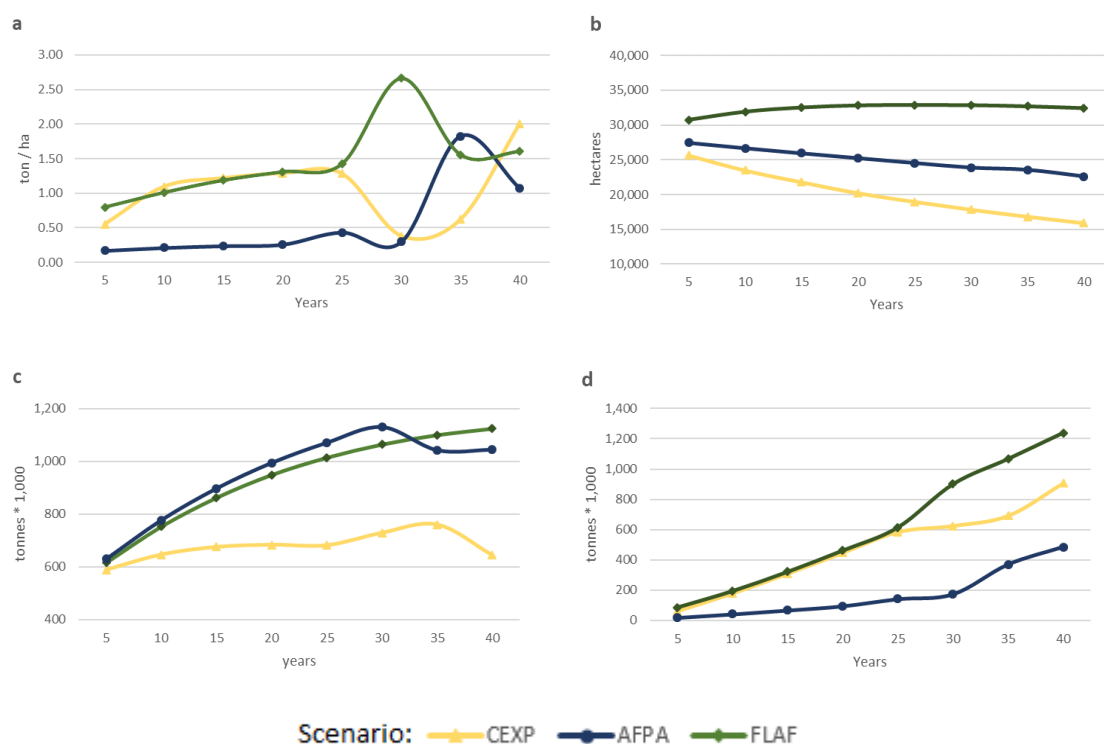 a
3.00
2.50
2.00
1.50
1.00
0.50
0.00
ton / ha
5 10 15 20 25 30 35 40
Years
b
40,000
35,000
30,000
25,000
20,000
15,000
10,000
hectares
5 10 15 20 25 30 35 40
Years
c
1,200
1,000
800
600
400
tonnes * 1,000
5 10 15 20 25 30 35 40
years
d
1,400
1,200
1,000
800
600
400
200
0
tonnes * 1,000
5 10 15 20 25 30 35 40
Years
Scenario: CEXP AFPA FLAF